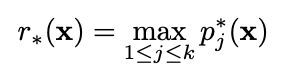 r_*(𝐱) = max_{1≤j≤k} p_j^*(𝐱)